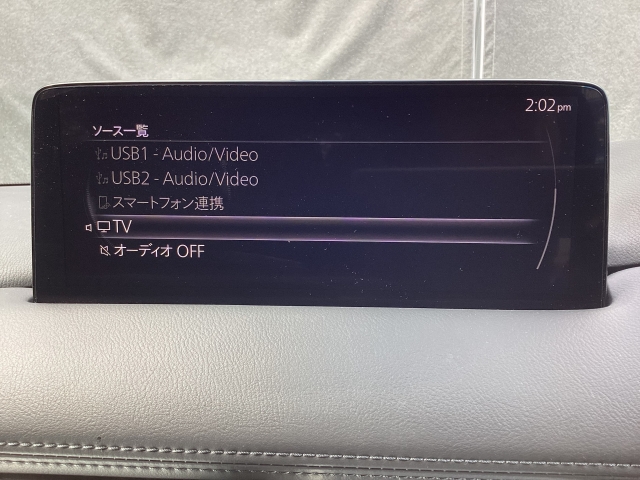 2:02pm
ソース一覧
USB1 - Audio/Video
USB2 - Audio/Video
スマートフォン連携
TV
オーディオ OFF